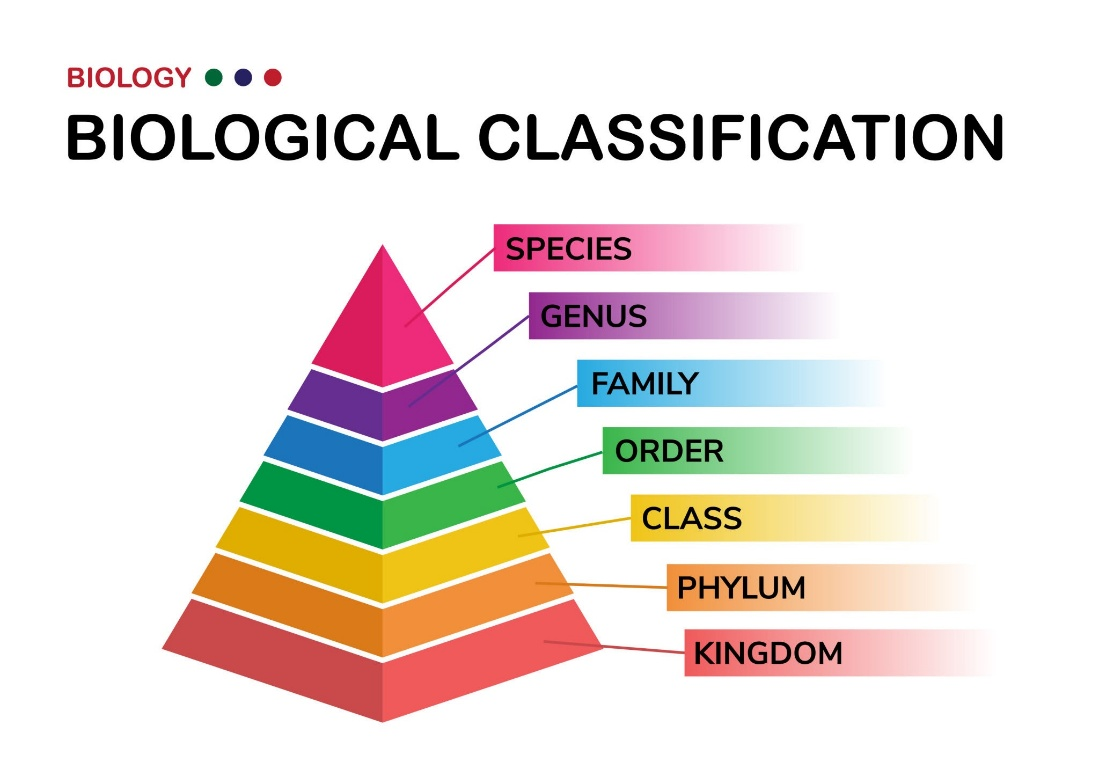 BIOLOGY
BIOLOGICAL CLASSIFICATION
SPECIES
GENUS
FAMILY
ORDER
CLASS
PHYLUM
KINGDOM